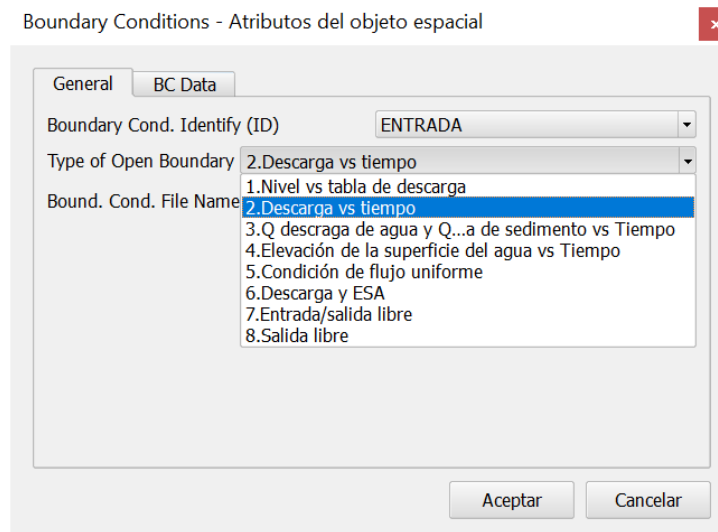 Boundary Conditions - Atributos del objeto espacial
General BC Data
Boundary Cond. Identify (ID) ENTRADA
Type of Open Boundary 2.Descarga vs tiempo
Bound. Cond. File Name
1.Nivel vs tabla de descarga
2.Descarga vs tiempo
3.Q descraga de agua y Q...a de sedimento vs Tiempo
4.Elevación de la superficie del agua vs Tiempo
5.Condición de flujo uniforme
6.Descarga y ESA
7.Entrada/salida libre
8.Salida libre
Aceptar Cancelar